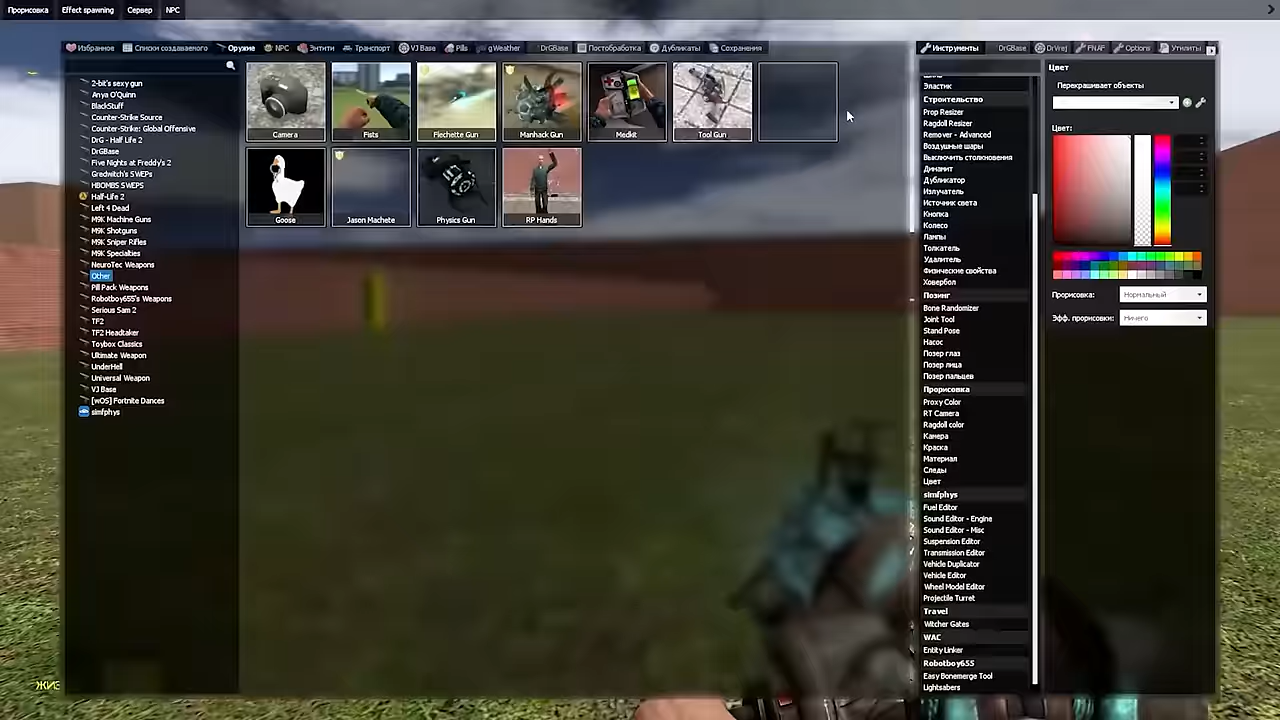 Прорисовка Effect spawning Сервер NPC
Избранное Списки создаваемого Оружие NPC Энтити Транспорт VJ Base Pills gWeather DrGBase Постобработка Дубликаты Сохранения
2-bit's sexy gun
Anya O'Quinn
BlackStuff
Counter-Strike Source
Counter-Strike: Global Offensive
DrG - Half Life 2
DrGBase
Five Nights at Freddy's 2
Gredwitch's SWEPs
HBOMBS SWEPS
Half-Life 2
Left 4 Dead
M9K Machine Guns
M9K Shotguns
M9K Sniper Rifles
M9K Specialties
NeuroTec Weapons
Other
Pill Pack Weapons
Robotboy655's Weapons
Serious Sam 2
TF2
TF2 Headtaker
Toybox Classics
Ultimate Weapon
UnderHell
Universal Weapon
VJ Base
[wOS] Fortnite Dances
simfphys
Camera Fists Flechette Gun Manhack Gun Medkit Tool Gun
Goose Jason Machete Physics Gun RP Hands
Инструменты DrGBase DrVrej FNAF Options Утилиты
Эластик
Строительство
Prop Resizer
Ragdoll Resizer
Remover - Advanced
Воздушные шары
Выключить столкновения
Динамит
Дубликатор
Излучатель
Источник света
Кнопка
Колесо
Лампы
Толкатель
Удалитель
Физические свойства
Ховербол
Позинг
Bone Randomizer
Joint Tool
Stand Pose
Насос
Позер глаз
Позер лица
Позер пальцев
Прорисовка
Proxy Color
RT Camera
Ragdoll color
Камера
Краска
Материал
Следы
Цвет
simfphys
Fuel Editor
Sound Editor - Engine
Sound Editor - Misc
Suspension Editor
Transmission Editor
Vehicle Duplicator
Vehicle Editor
Wheel Model Editor
Projectile Turret
Travel
Witcher Gates
WAC
Entity Linker
Robotboy655
Easy Bonemerge Tool
Lightsabers
Цвет
Перекрашивает объекты
Цвет:
Прорисовка: Нормальный
Эфф. прорисовки: Ничего